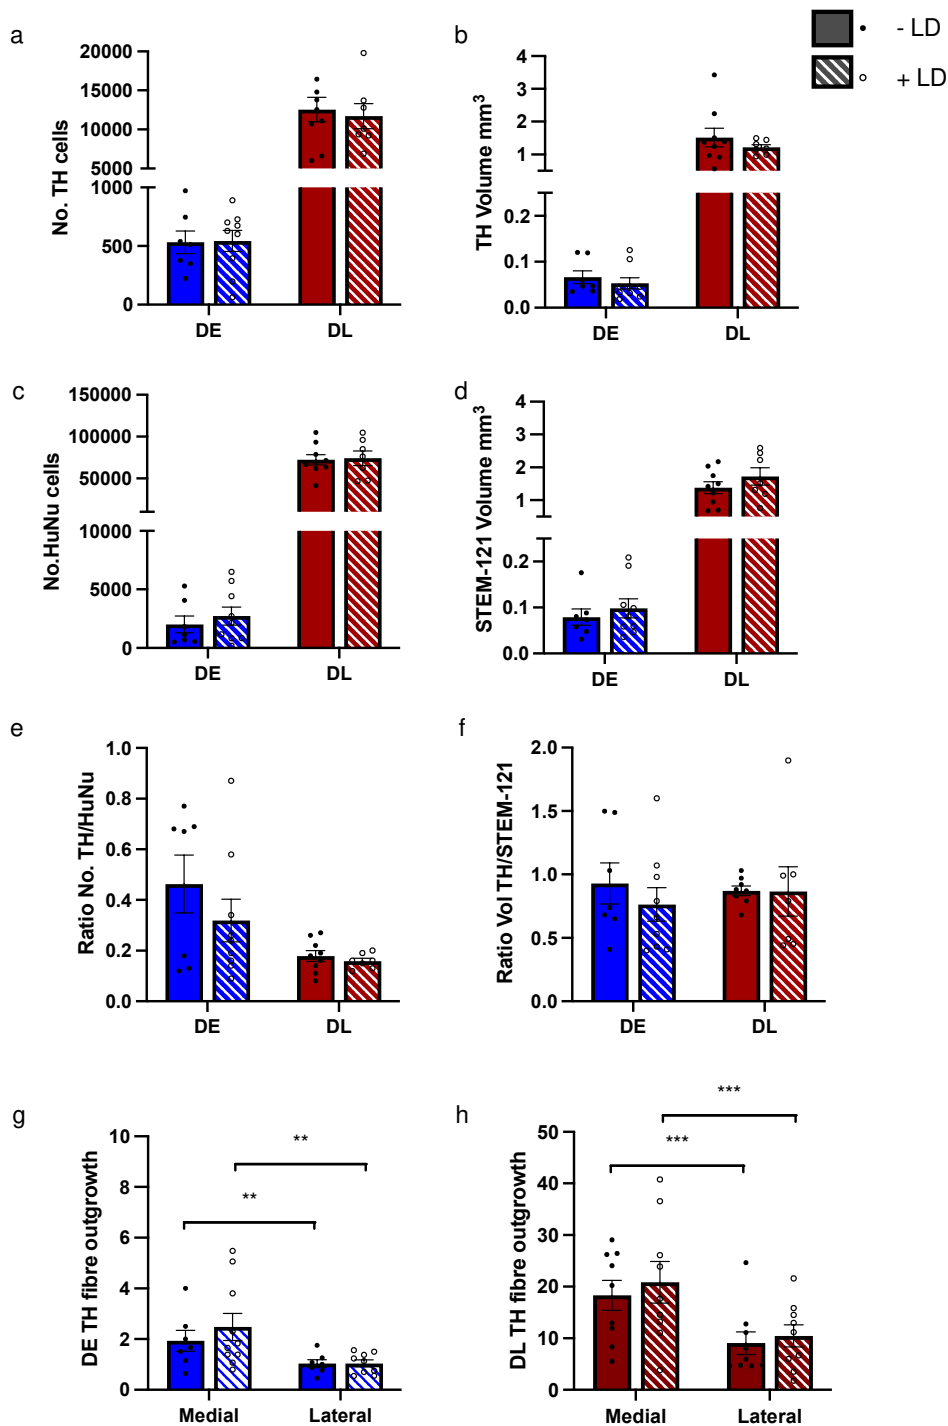 - LD
+ LD
a
No. TH cells
20000
15000
10000
5000
1000
500
0
DE
DL
b
TH Volume mm³
4
3
2
1
0.2
0.1
0.0
DE
DL
c
No.HuNu cells
150000
100000
50000
10000
5000
0
DE
DL
d
STEM-121 Volume mm³
4
3
2
1
0.2
0.1
0.0
DE
DL
e
Ratio No. TH/HuNu
1.0
0.8
0.6
0.4
0.2
0.0
DE
DL
f
Ratio Vol TH/STEM-121
2.0
1.5
1.0
0.5
0.0
DE
DL
g
DE TH fibre outgrowth
10
8
6
4
2
0
**
**
Medial
Lateral
h
DL TH fibre outgrowth
50
40
30
20
10
0
***
***
Medial
Lateral